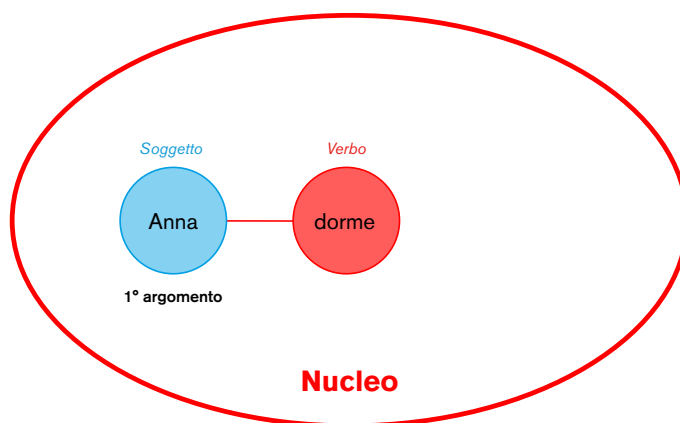 Soggetto
Verbo
Anna
dorme
1° argomento
Nucleo